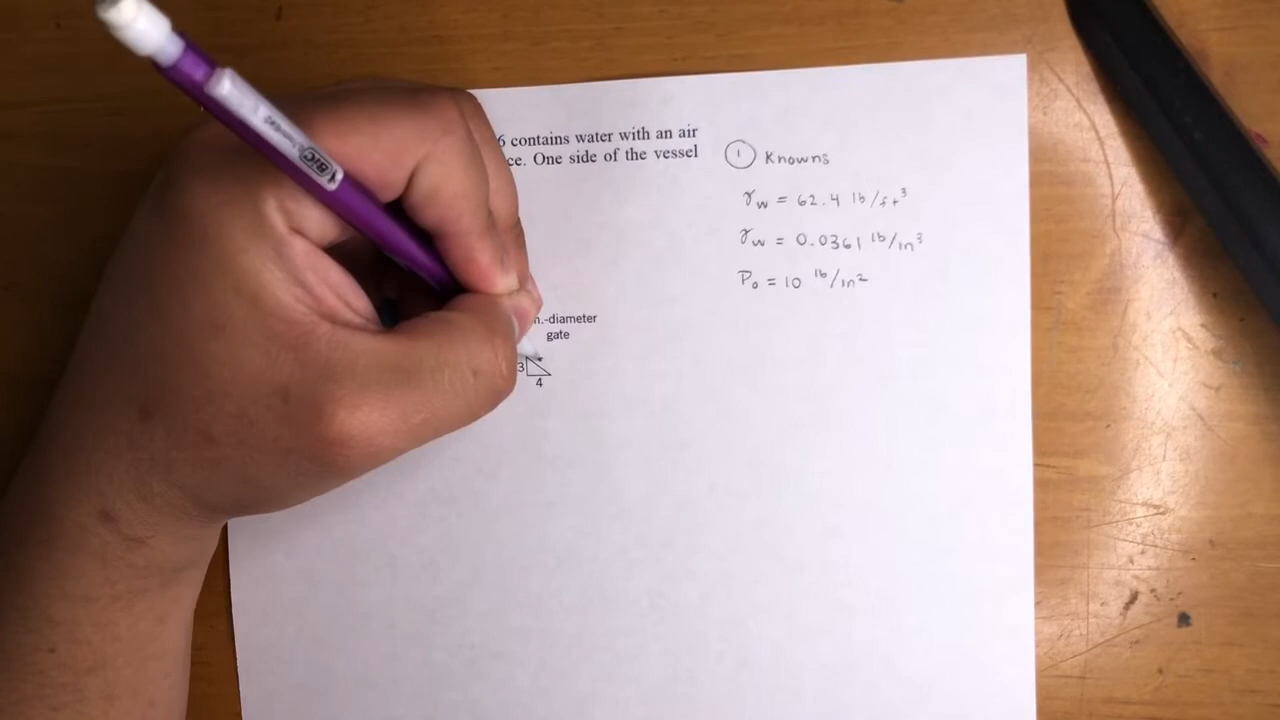 6 contains water with an air
ce. One side of the vessel
n.-diameter
gate
3
4
1 Knowns
γw = 62.4 lb/ft³
γw = 0.0361 lb/in³
P₀ = 10 lb/in²
BIC